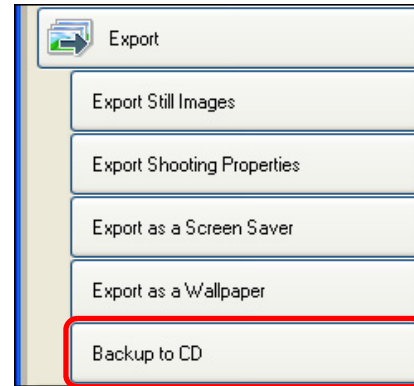 Export
Export Still Images
Export Shooting Properties
Export as a Screen Saver
Export as a Wallpaper
Backup to CD